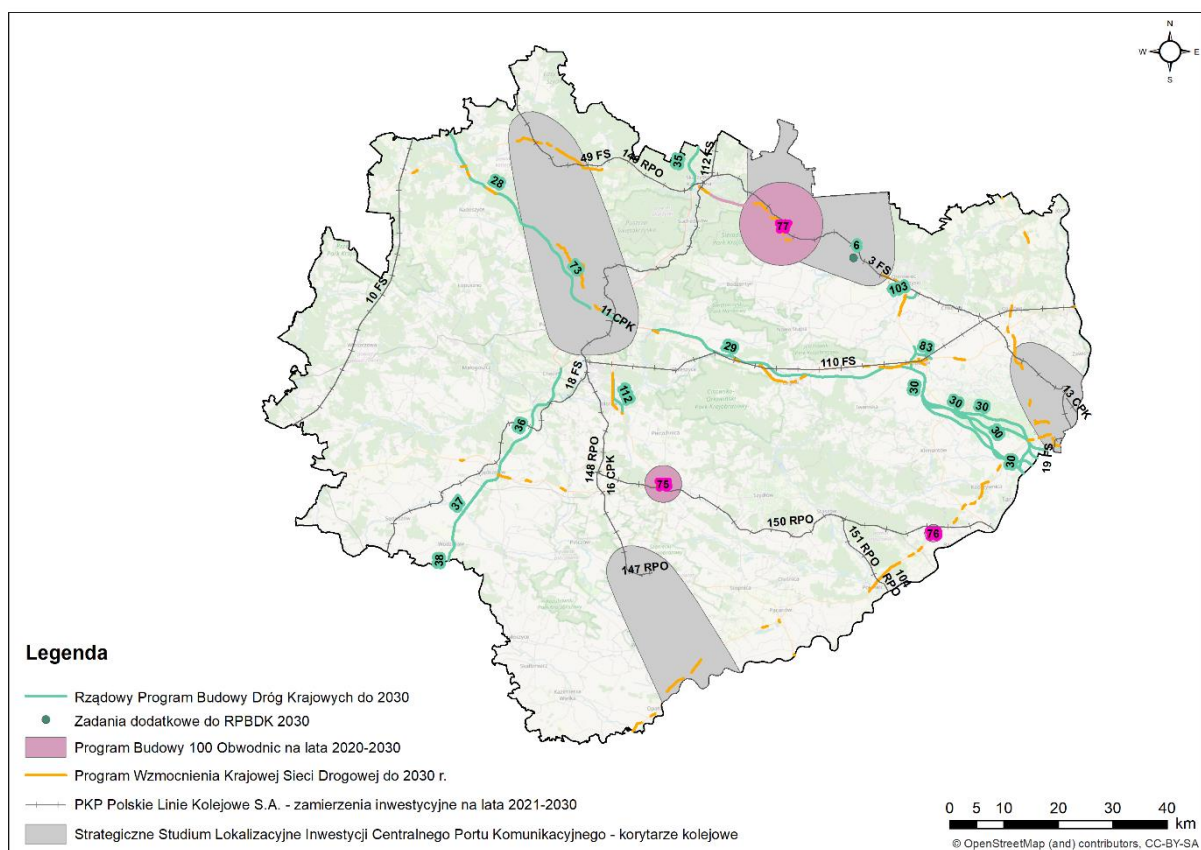 N
W E
S
35
112 FS
49 FS
149 RPO
28
77
6
3 FS
73
103
10 FS
11 CPK
29
83
110 FS
18 FS
30
112
30
30
30
13 CPK
36
30
19 FS
148 RPO
16 CPK
75
37
150 RPO
76
151 RPO
38
147 RPO
104
RPO
Legenda
Rządowy Program Budowy Dróg Krajowych do 2030
Zadania dodatkowe do RPBDK 2030
Program Budowy 100 Obwodnic na lata 2020-2030
Program Wzmocnienia Krajowej Sieci Drogowej do 2030 r.
PKP Polskie Linie Kolejowe S.A. - zamierzenia inwestycyjne na lata 2021-2030
Strategiczne Studium Lokalizacyjne Inwestycji Centralnego Portu Komunikacyjnego - korytarze kolejowe
0 5 10 20 30 40
km
© OpenStreetMap (and) contributors, CC-BY-SA